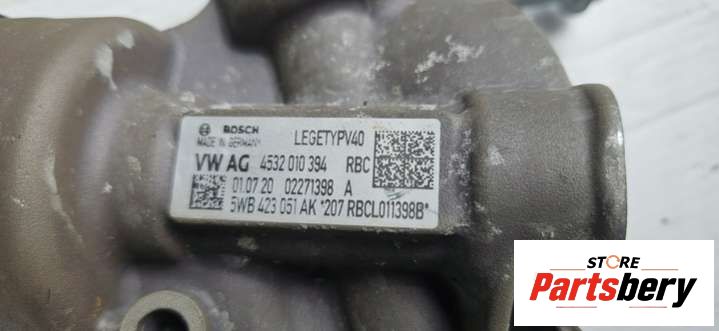 BOSCH LEGETYPV40
MADE IN GERMANY
VW AG 4532 010 394 RBC
01.07.20 02271398 A
5WB 423 051 AK *207 RBCL011398B*
STORE
Partsbery